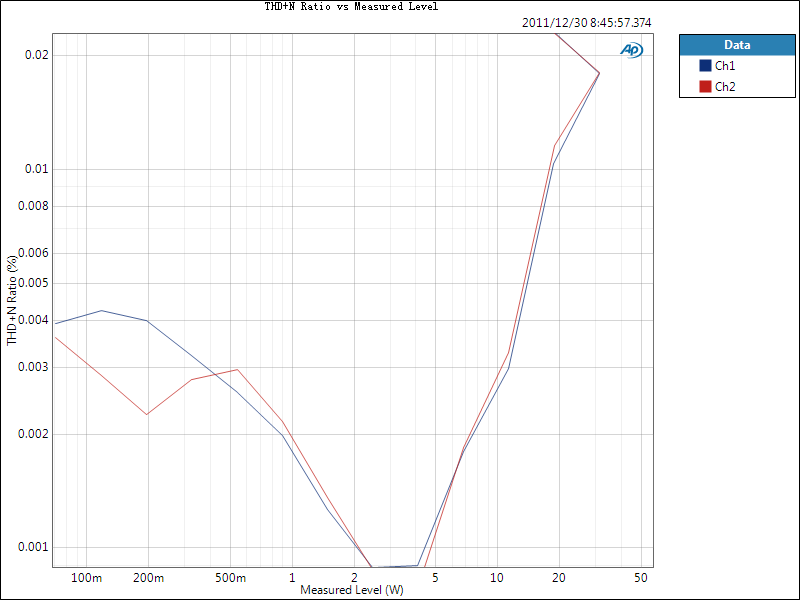 THD+N Ratio vs Measured Level
2011/12/30 8:45:57.374
Data
Ch1
Ch2
AP
THD+N Ratio (%)
0.02
0.01
0.008
0.006
0.005
0.004
0.003
0.002
0.001
100m 200m 500m 1 2 5 10 20 50
Measured Level (W)